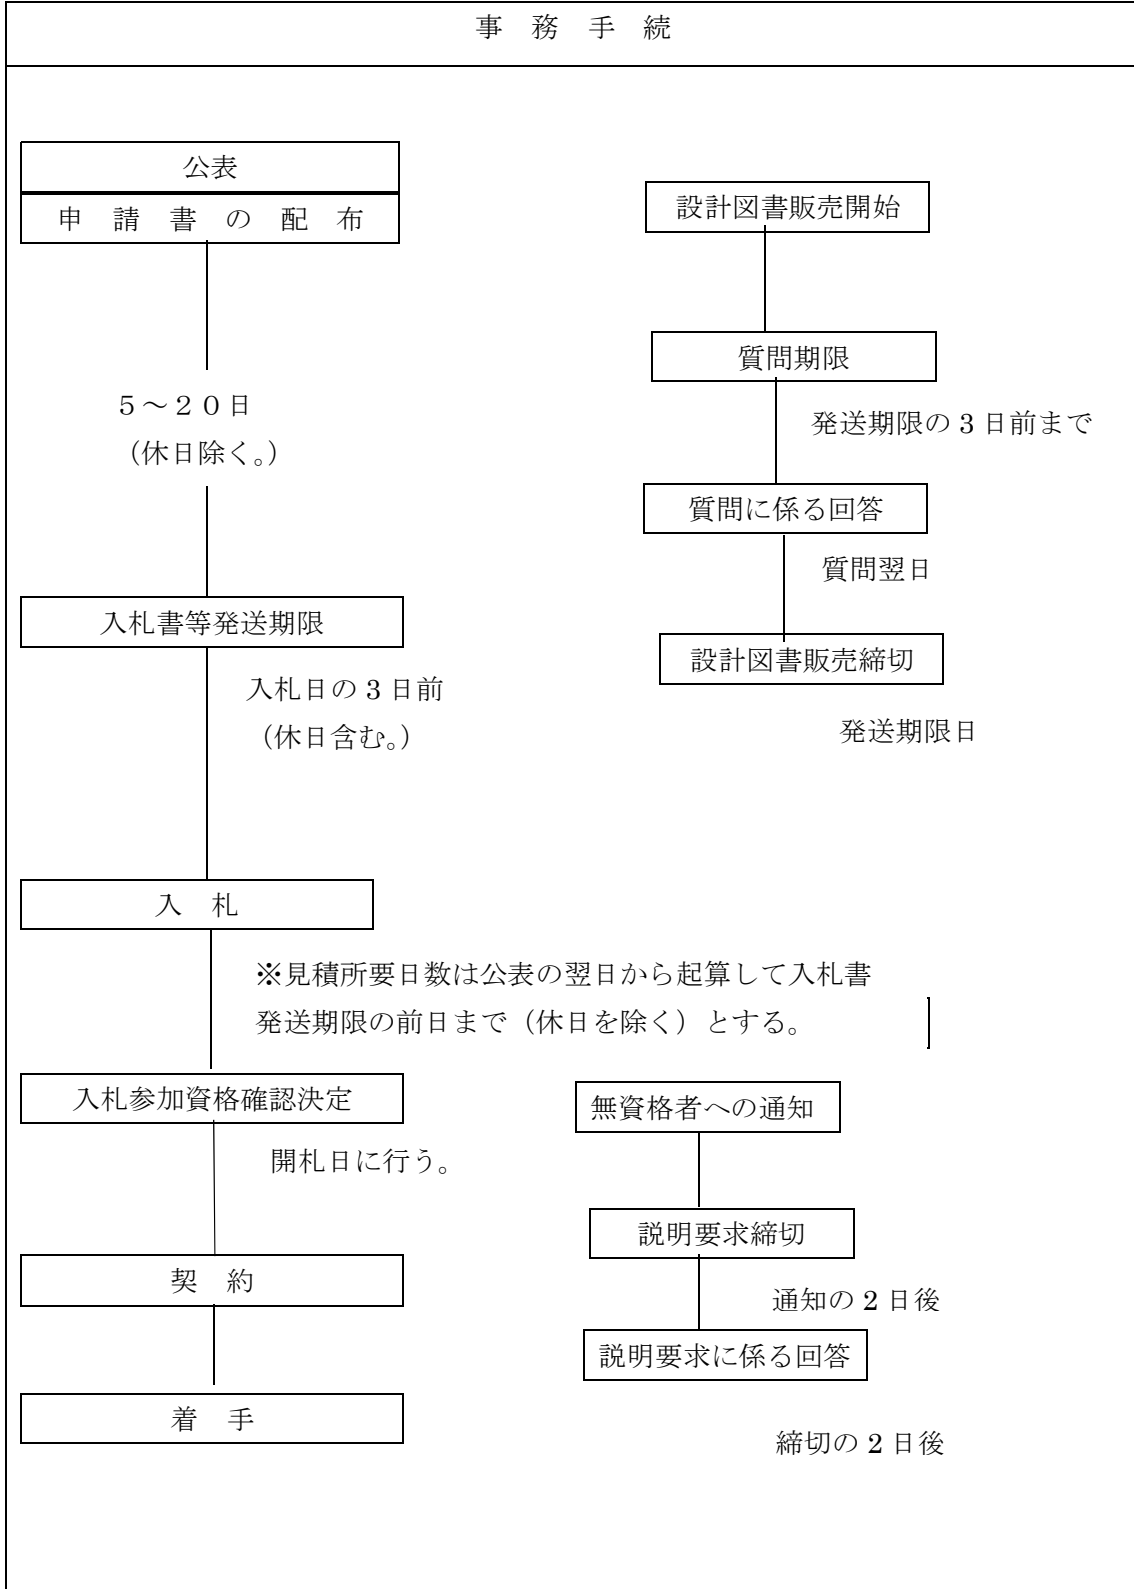 事　務　手　続
公表
申　請　書　の　配　布
設計図書販売開始
質問期限
５～２０日
（休日除く。）
発送期限の 3 日前まで
質問に係る回答
質問翌日
入札書等発送期限
設計図書販売締切
入札日の 3 日前
（休日含む。）
発送期限日
入　札
※見積所要日数は公表の翌日から起算して入札書
発送期限の前日まで（休日を除く）とする。
入札参加資格確認決定
無資格者への通知
開札日に行う。
説明要求締切
契　約
通知の 2 日後
説明要求に係る回答
着　手
締切の 2 日後